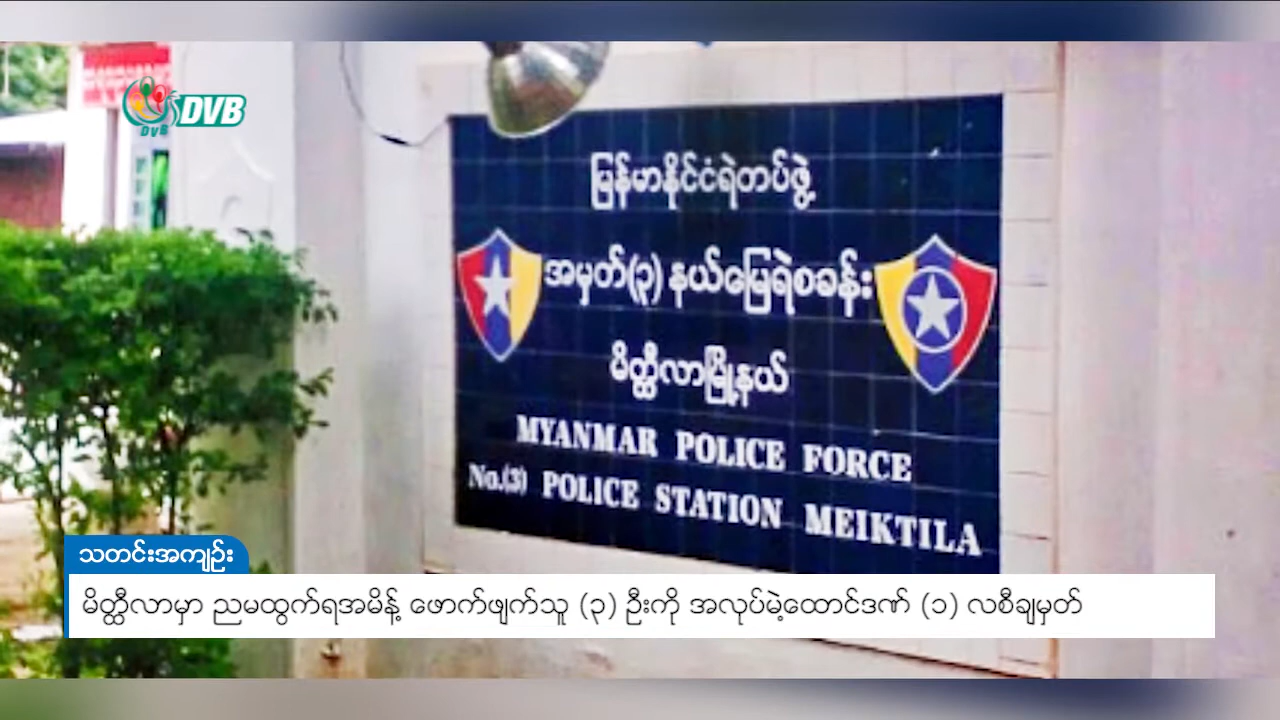 DVB
DVB
မြန်မာနိုင်ငံရဲတပ်ဖွဲ့
အမှတ်(၃) နယ်မြေရဲစခန်း
မိတ္ထီလာမြို့နယ်
MYANMAR POLICE FORCE
No.(3) POLICE STATION MEIKTILA
သတင်းအကျဉ်း
မိတ္ထီလာမှာ ညမထွက်ရအမိန့် ဖောက်ဖျက်သူ (၃) ဦးကို အလုပ်မဲ့ထောင်ဒဏ် (၁) လစီချမှတ်